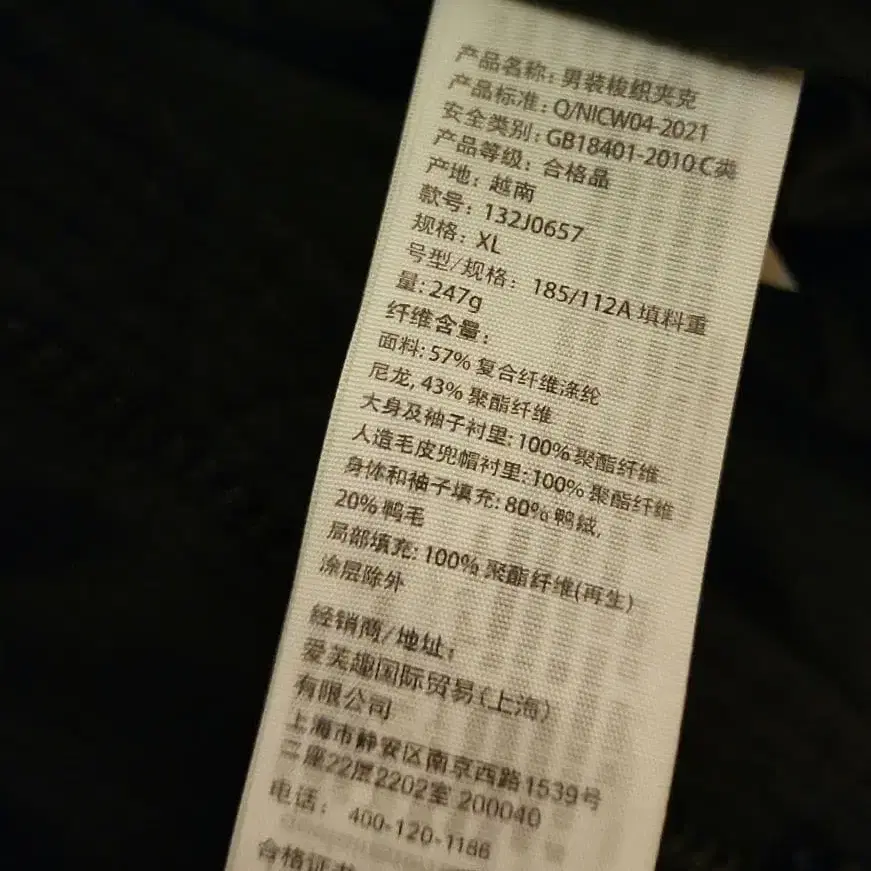 产品名称: 男装梭织夹克
产品标准: Q/NICW04-2021
安全类别: GB18401-2010 C类
产品等级: 合格品
产地: 越南
款号: 132J0657
规格: XL
号型/规格: 185/112A 填料重
量: 247g
纤维含量:
面料: 57% 复合纤维涤纶
尼龙, 43% 聚酯纤维
大身及袖子衬里: 100% 聚酯纤维
人造毛皮兜帽衬里: 100% 聚酯纤维
身体和袖子填充: 80% 鸭绒,
20% 鸭毛
局部填充: 100% 聚酯纤维(再生)
涂层除外
经销商/地址:
爱芙趣国际贸易(上海)
有限公司
上海市静安区南京西路1539号
二座22层2202室 200040
电话: 400-120-1186
合格证书